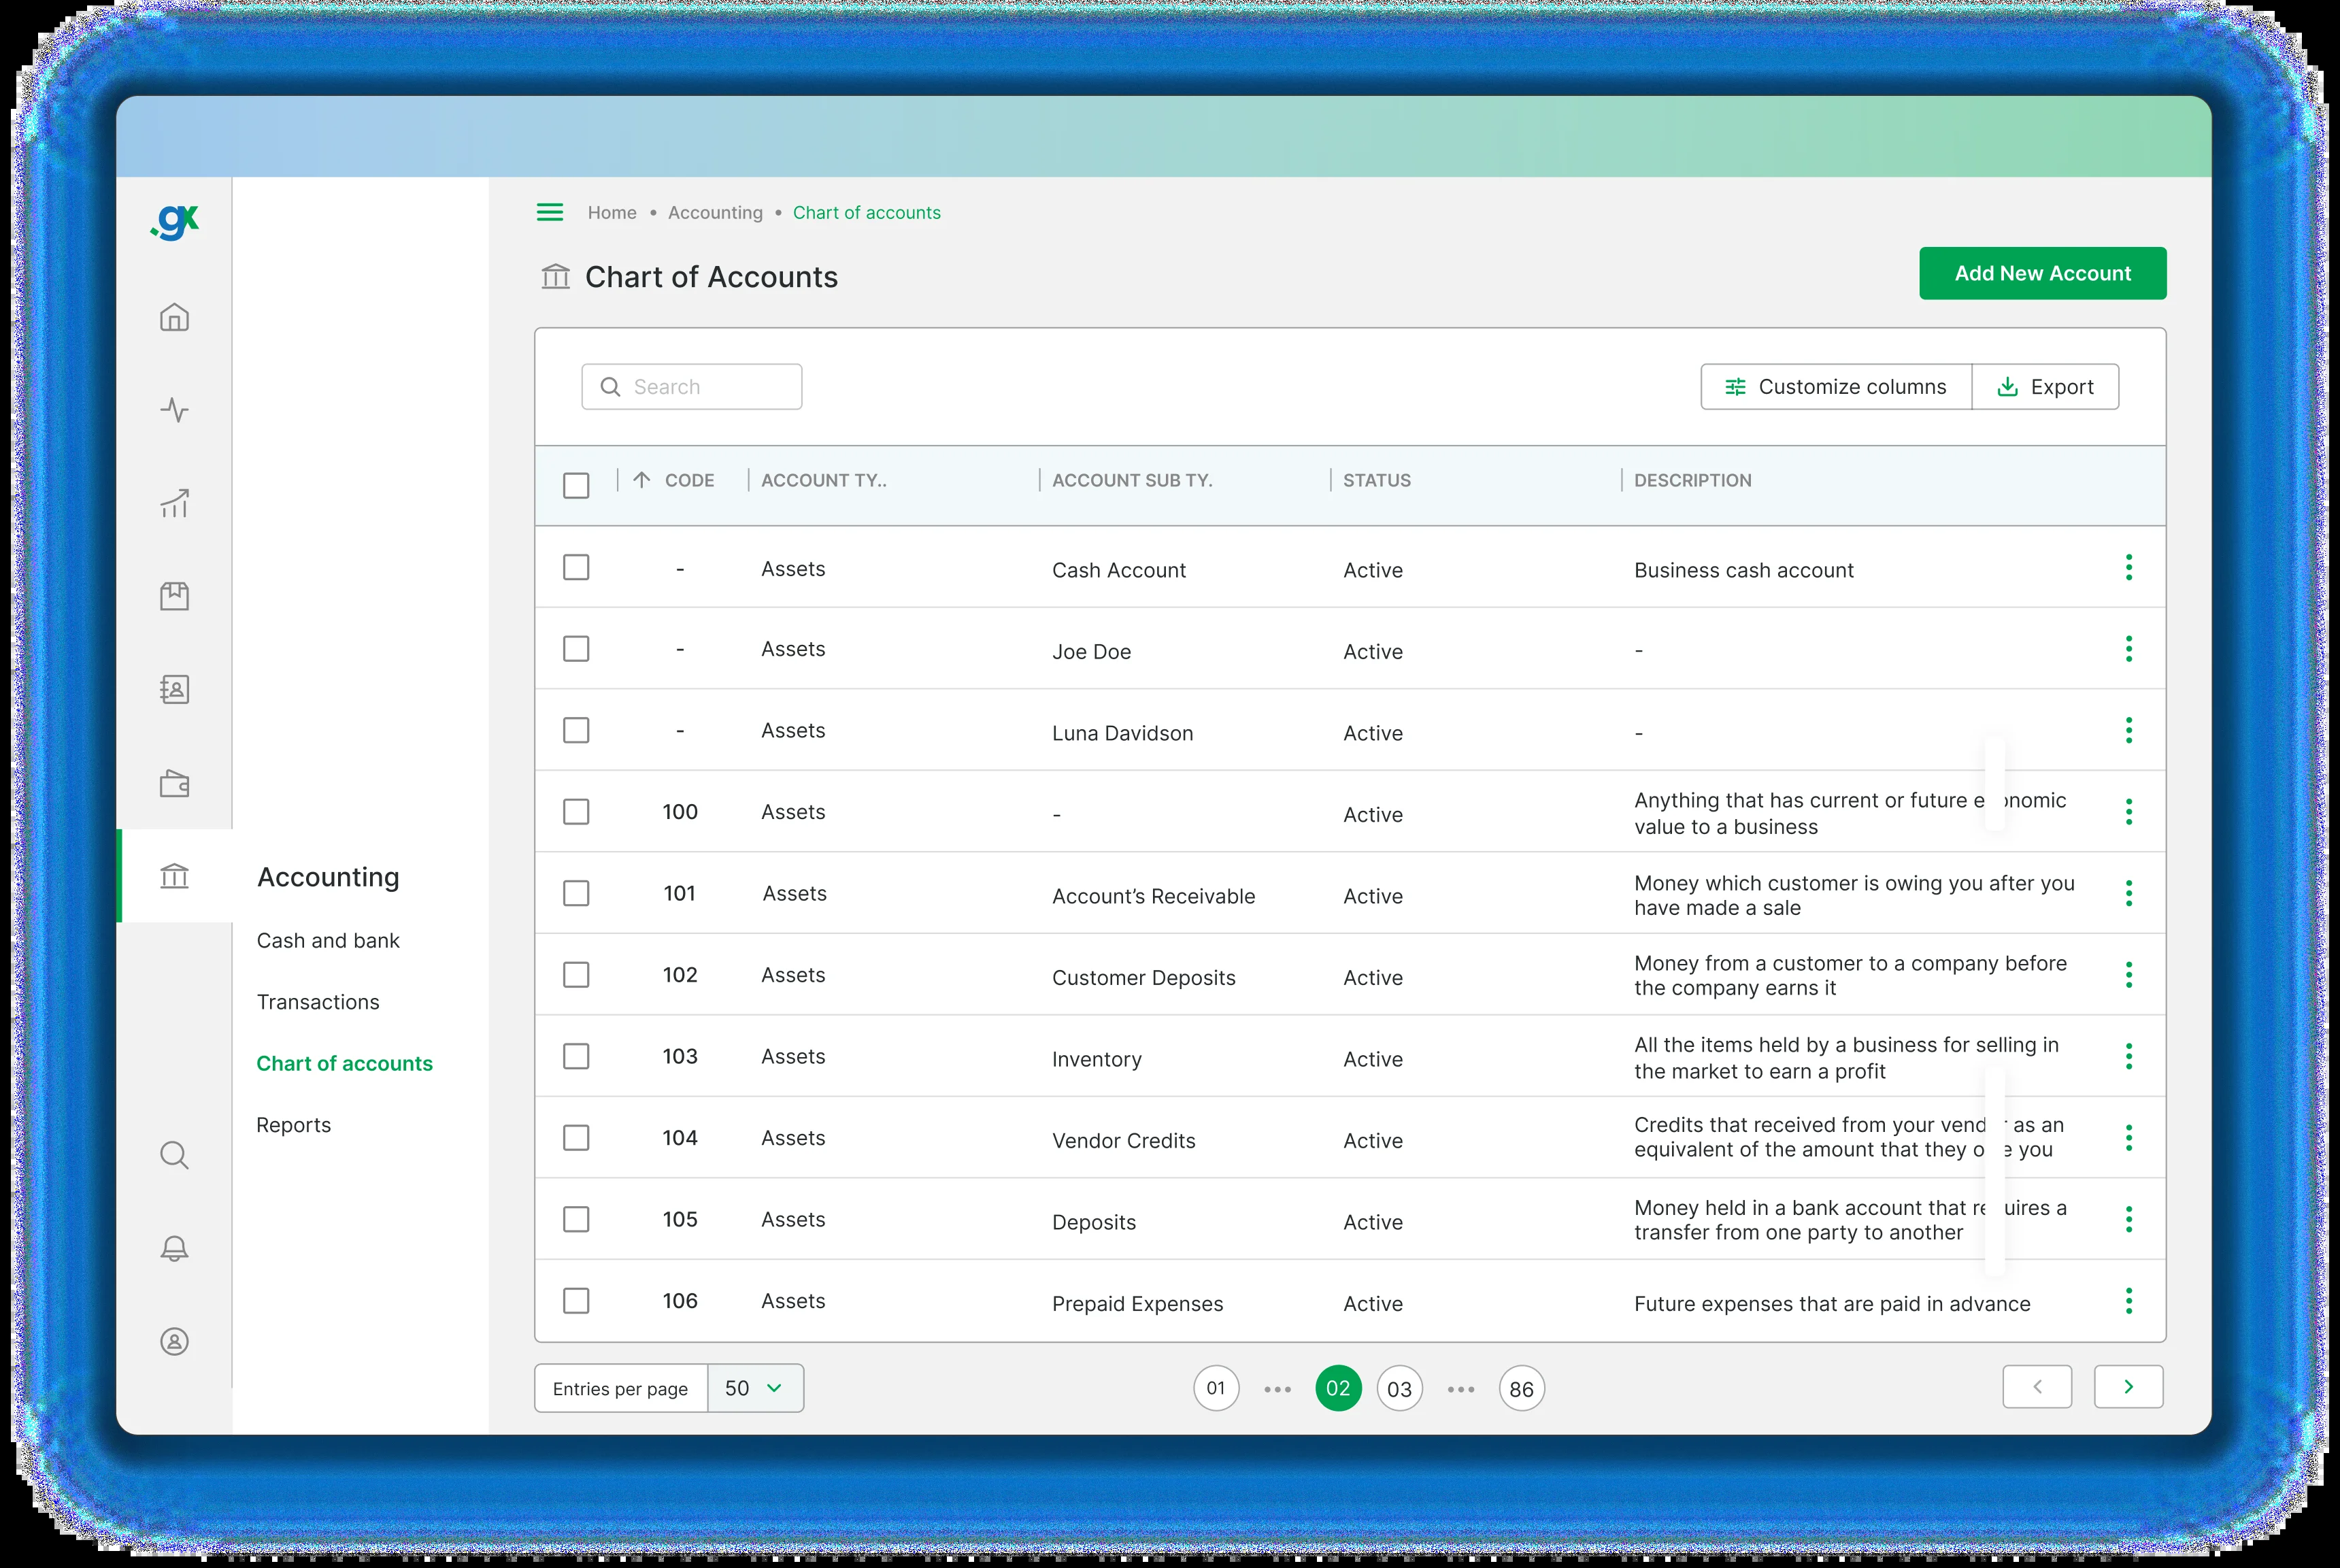 .gx
Home • Accounting • Chart of accounts
Chart of Accounts
Add New Account
Search
Customize columns
Export
CODE ACCOUNT TY.. ACCOUNT SUB TY. STATUS DESCRIPTION
- Assets Cash Account Active Business cash account
- Assets Joe Doe Active -
- Assets Luna Davidson Active -
100 Assets - Active Anything that has current or future
value to a business
101 Assets Account’s Receivable Active Money which customer is owing you after you
have made a sale
102 Assets Customer Deposits Active Money from a customer to a company before
the company earns it
103 Assets Inventory Active All the items held by a business for selling in
the market to earn a profit
104 Assets Vendor Credits Active Credits that received from your as an
equivalent of the amount that they you
105 Assets Deposits Active Money held in a bank account that a
transfer from one party to another
106 Assets Prepaid Expenses Active Future expenses that are paid in advance
Accounting
Cash and bank
Transactions
Chart of accounts
Reports
Entries per page 50
01 ••• 02 03 ••• 86